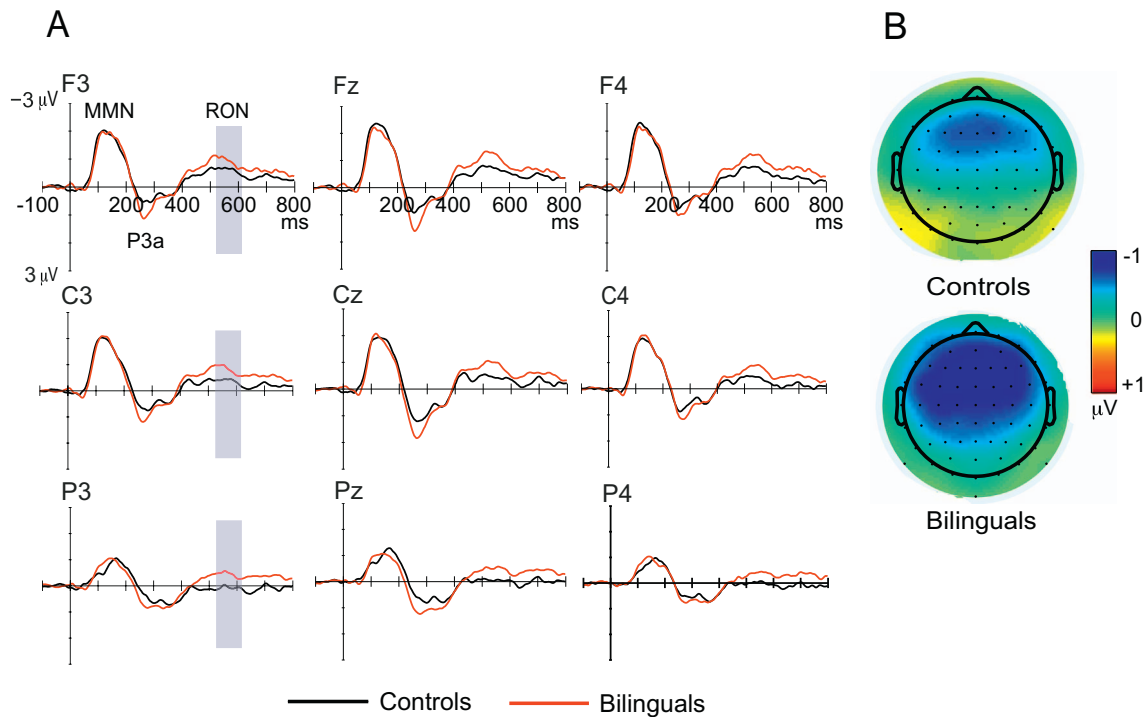 A
B
F3
Fz
F4
−3 μV
MMN
RON
-100
200
400
600
800
ms
200
400
600
800
ms
200
400
600
800
ms
P3a
3 μV
C3
Cz
C4
P3
Pz
P4
Controls
Bilinguals
Controls
Bilinguals
-1
0
+1
μV